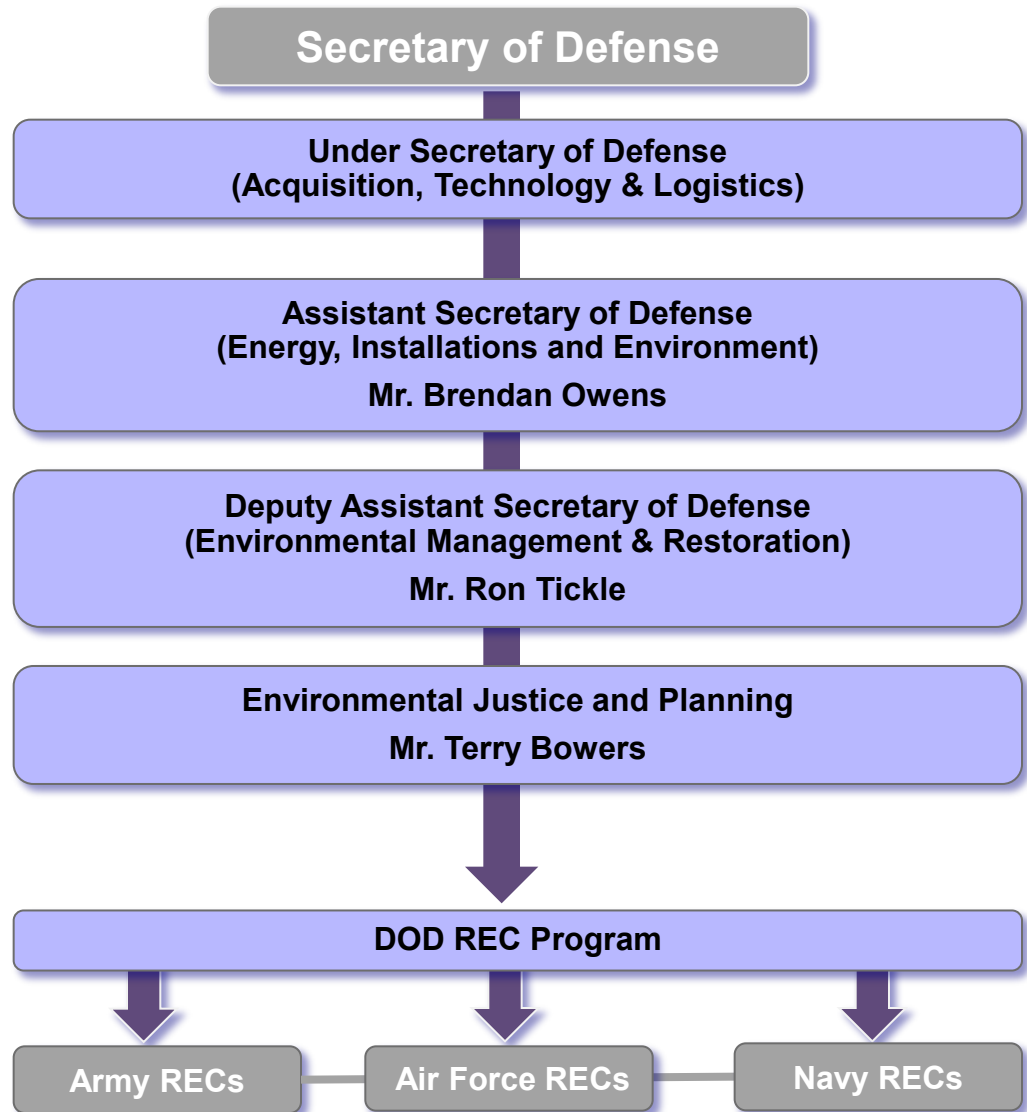 Secretary of Defense
Under Secretary of Defense
(Acquisition, Technology & Logistics)
Assistant Secretary of Defense
(Energy, Installations and Environment)
Mr. Brendan Owens
Deputy Assistant Secretary of Defense
(Environmental Management & Restoration)
Mr. Ron Tickle
Environmental Justice and Planning
Mr. Terry Bowers
DOD REC Program
Army RECs
Air Force RECs
Navy RECs